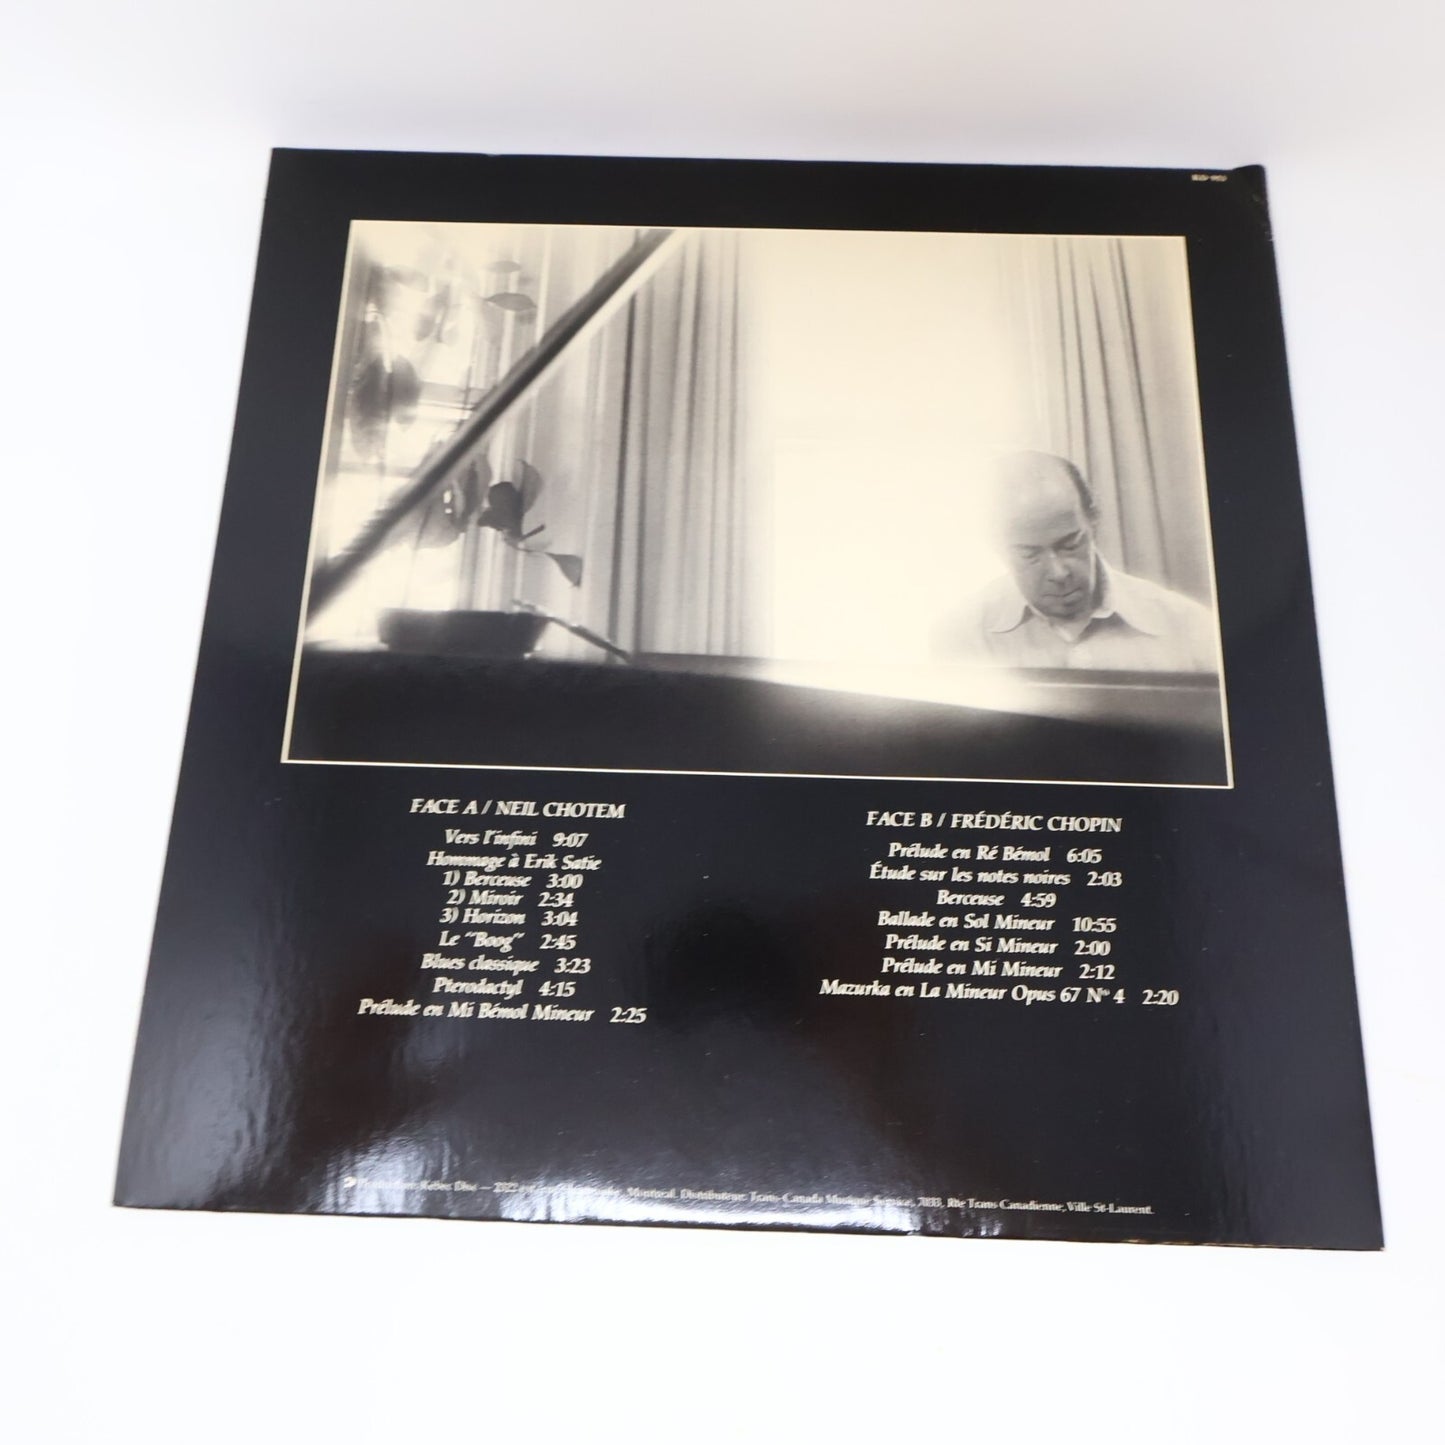 FACE A / NEIL CHOTEM
Vers l'infini 9:07
Hommage à Erik Satie
1) Berceuse 3:00
2) Miroir 2:34
3) Horizon 3:04
Le "Boog" 2:45
Blues classique 3:23
Pterodactyl 4:15
Prélude en Mi Bémol Mineur 2:25
FACE B / FRÉDÉRIC CHOPIN
Prélude en Ré Bémol 6:05
Étude sur les notes noires 2:03
Berceuse 4:59
Ballade en Sol Mineur 10:55
Prélude en Si Mineur 2:00
Prélude en Mi Mineur 2:12
Mazurka en La Mineur Opus 67 Nº 4 2:20
Productions Kébec Disc — Montréal. Distributeur: Trans-Canada Musique Service, 7033, Rte Trans Canadienne, Ville St-Laurent.